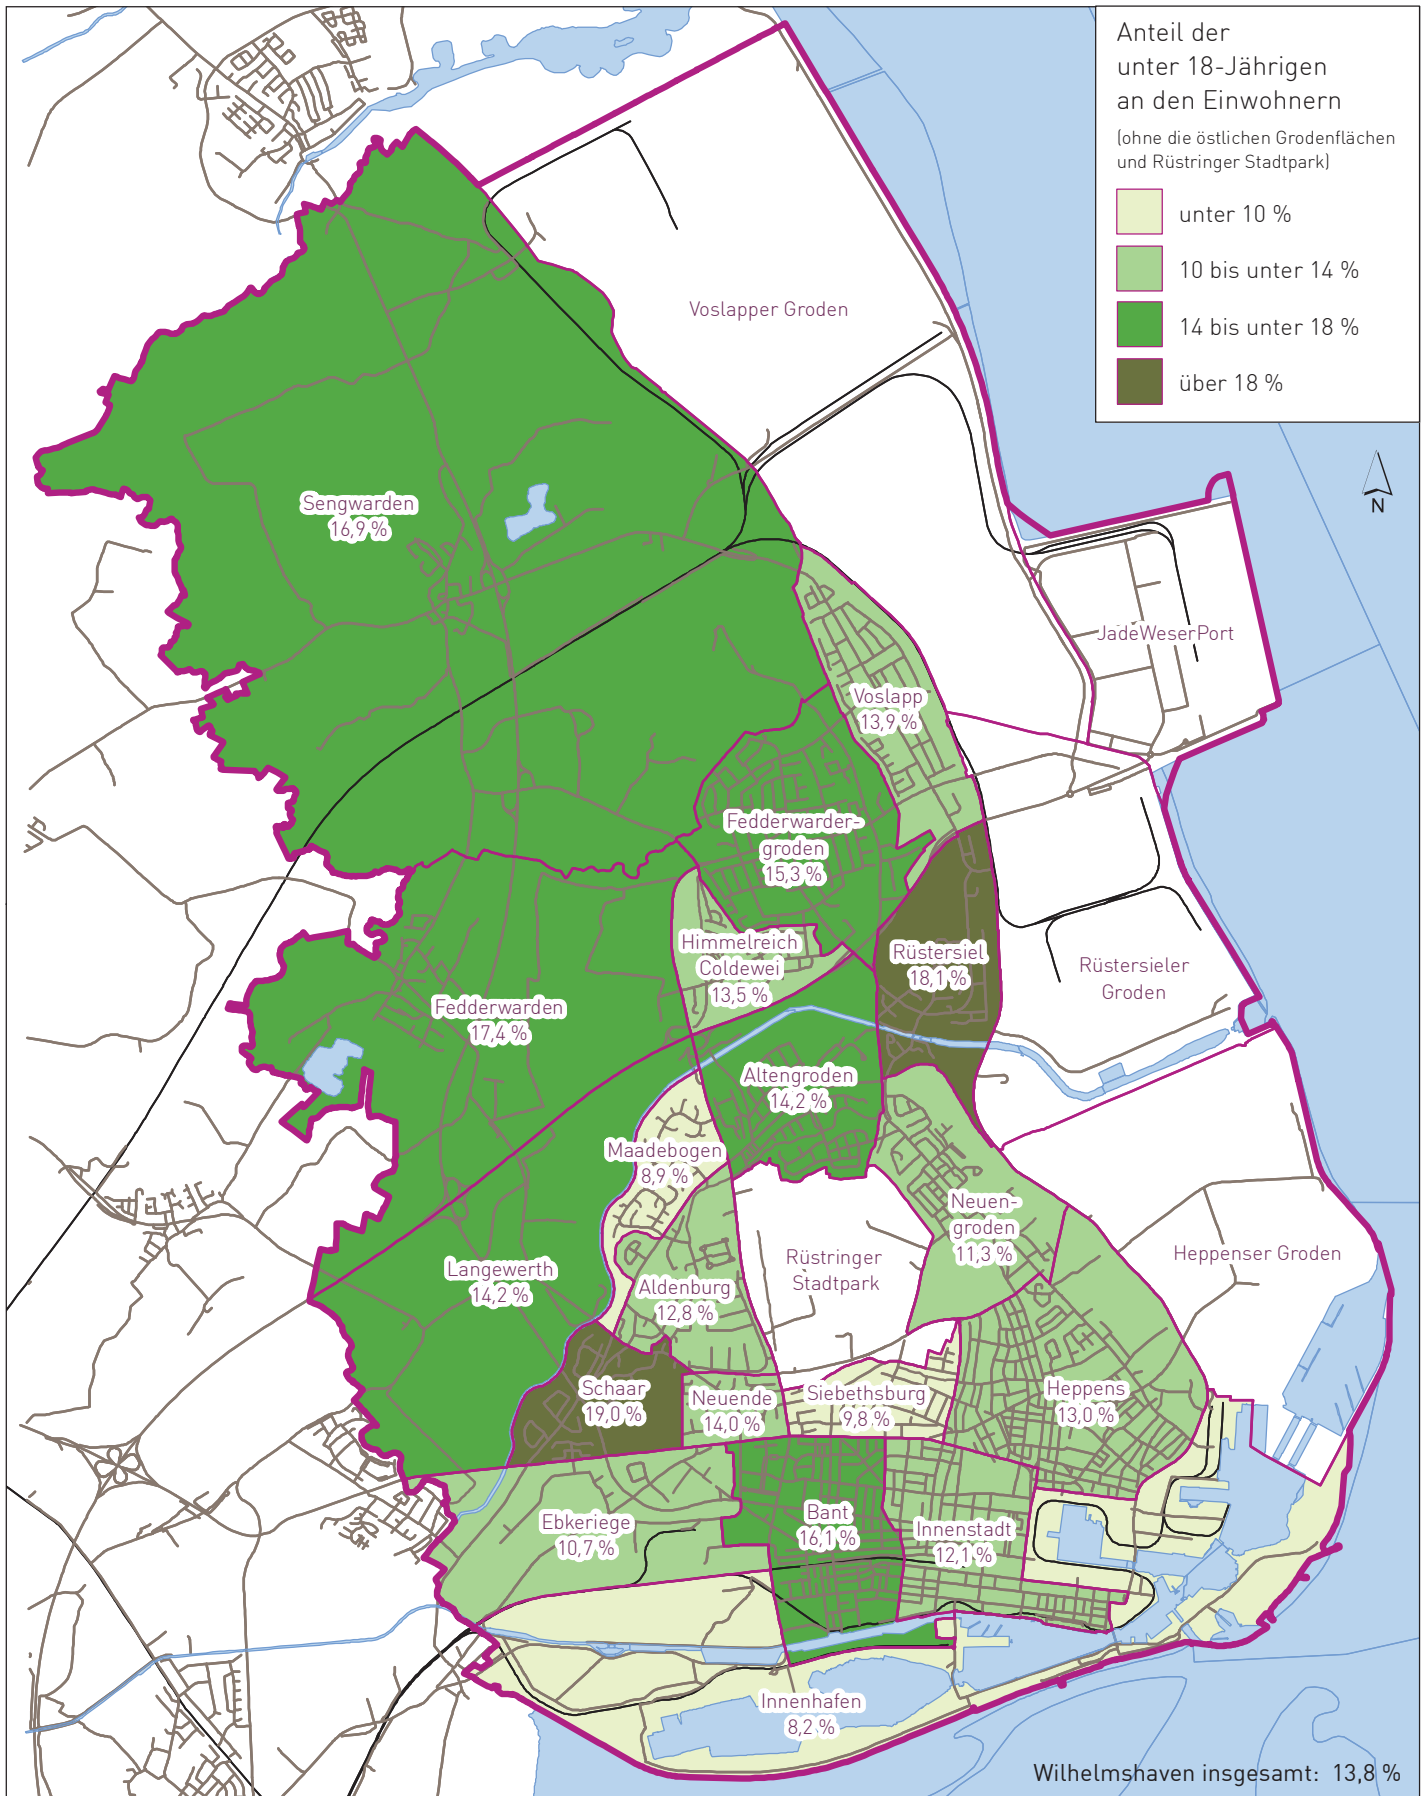 Anteil der
unter 18-Jährigen
an den Einwohnern
(ohne die östlichen Grodenflächen
und Rüstringer Stadtpark)
unter 10 %
10 bis unter 14 %
14 bis unter 18 %
über 18 %
N
Voslapper Groden
Sengwarden
16,9 %
JadeWeserPort
Voslapp
13,9 %
Fedderwarder-
groden
15,3 %
Himmelreich
Coldewei
13,5 %
Rüstersiel
18,1 %
Rüstersieler
Groden
Fedderwarden
17,4 %
Altengroden
14,2 %
Maadebogen
8,9 %
Neuen-
groden
11,3 %
Rüstringer
Stadtpark
Heppenser Groden
Langewerth
14,2 %
Aldenburg
12,8 %
Schaar
19,0 %
Neuende
14,0 %
Siebethsburg
9,8 %
Heppens
13,0 %
Ebkeriege
10,7 %
Bant
16,1 %
Innenstadt
12,1 %
Innenhafen
8,2 %
Wilhelmshaven insgesamt: 13,8 %